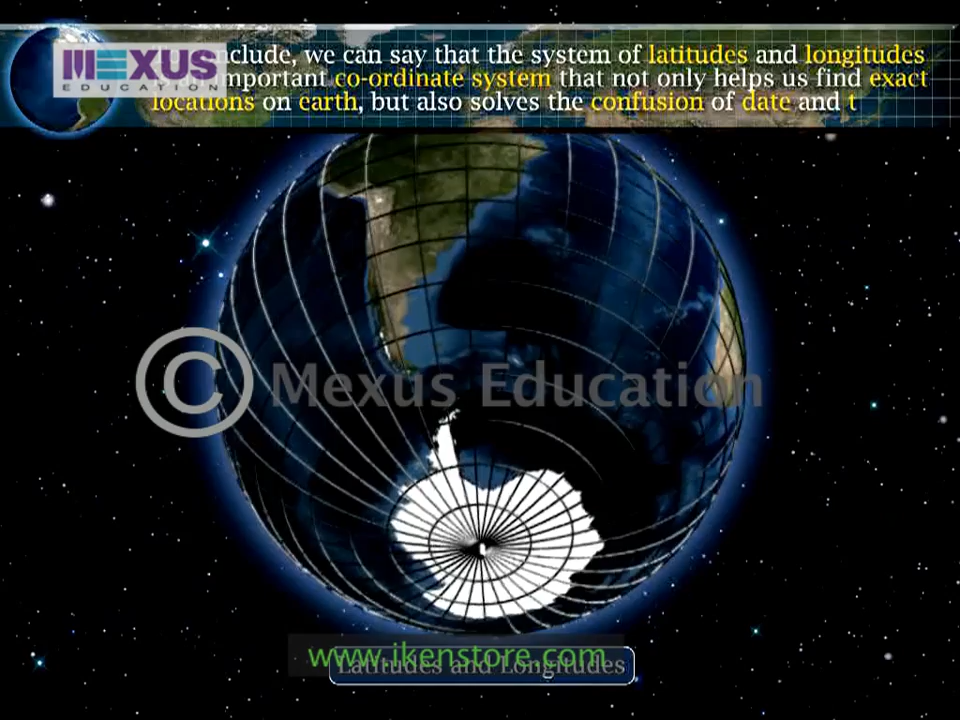 MEXUS
EDUCATION
nclude, we can say that the system of latitudes and longitudes
important co-ordinate system that not only helps us find exact
locations on earth, but also solves the confusion of date and t
© Mexus Education
www.ikenstore.com
Latitudes and Longitudes